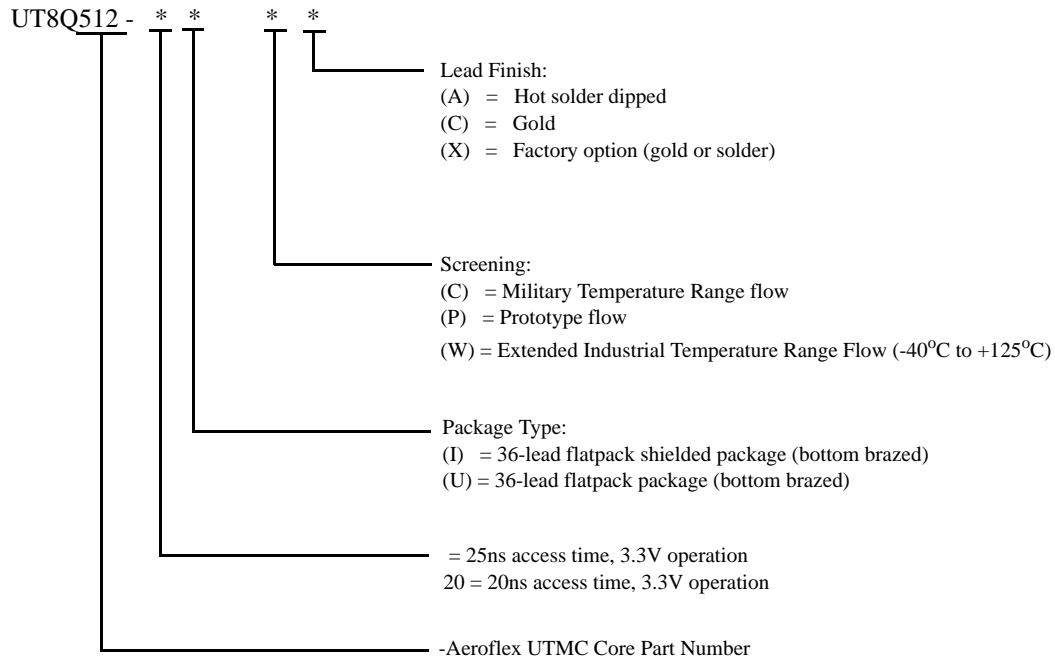 UT8Q512 - * * * *
Lead Finish:
(A) = Hot solder dipped
(C) = Gold
(X) = Factory option (gold or solder)
Screening:
(C) = Military Temperature Range flow
(P) = Prototype flow
(W) = Extended Industrial Temperature Range Flow (-40°C to +125°C)
Package Type:
(I) = 36-lead flatpack shielded package (bottom brazed)
(U) = 36-lead flatpack package (bottom brazed)
= 25ns access time, 3.3V operation
20 = 20ns access time, 3.3V operation
-Aeroflex UTMC Core Part Number